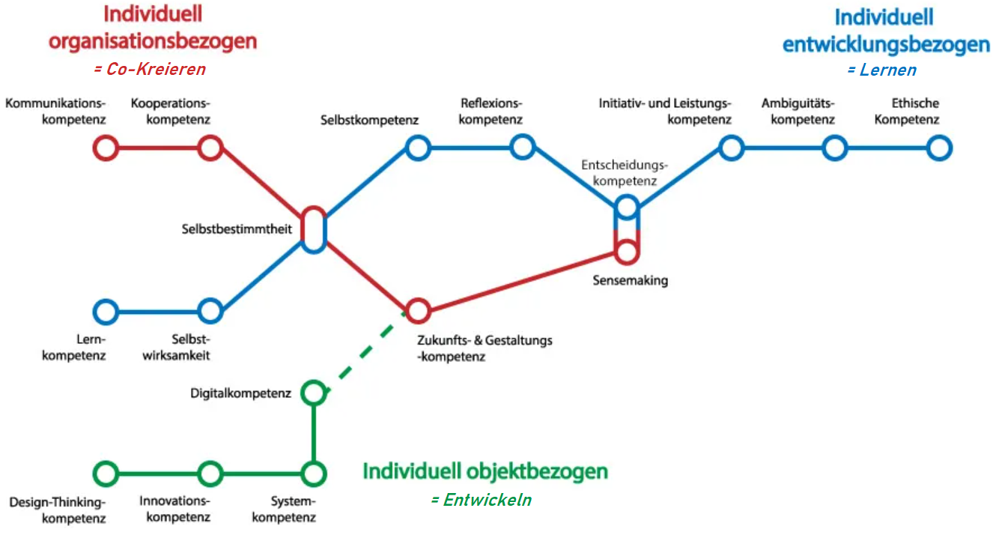 Individuell
organisationsbezogen
= Co-Kreieren
Individuell
entwicklungsbezogen
= Lernen
Kommunikations-
kompetenz
Kooperations-
kompetenz
Selbstkompetenz
Reflexions-
kompetenz
Initiativ- und Leistungs-
kompetenz
Ambiguitäts-
kompetenz
Ethische
Kompetenz
Entscheidungs-
kompetenz
Selbstbestimmtheit
Sensemaking
Lern-
kompetenz
Selbst-
wirksamkeit
Zukunfts- & Gestaltungs
-kompetenz
Digitalkompetenz
Individuell objektbezogen
= Entwickeln
Design-Thinking-
kompetenz
Innovations-
kompetenz
System-
kompetenz